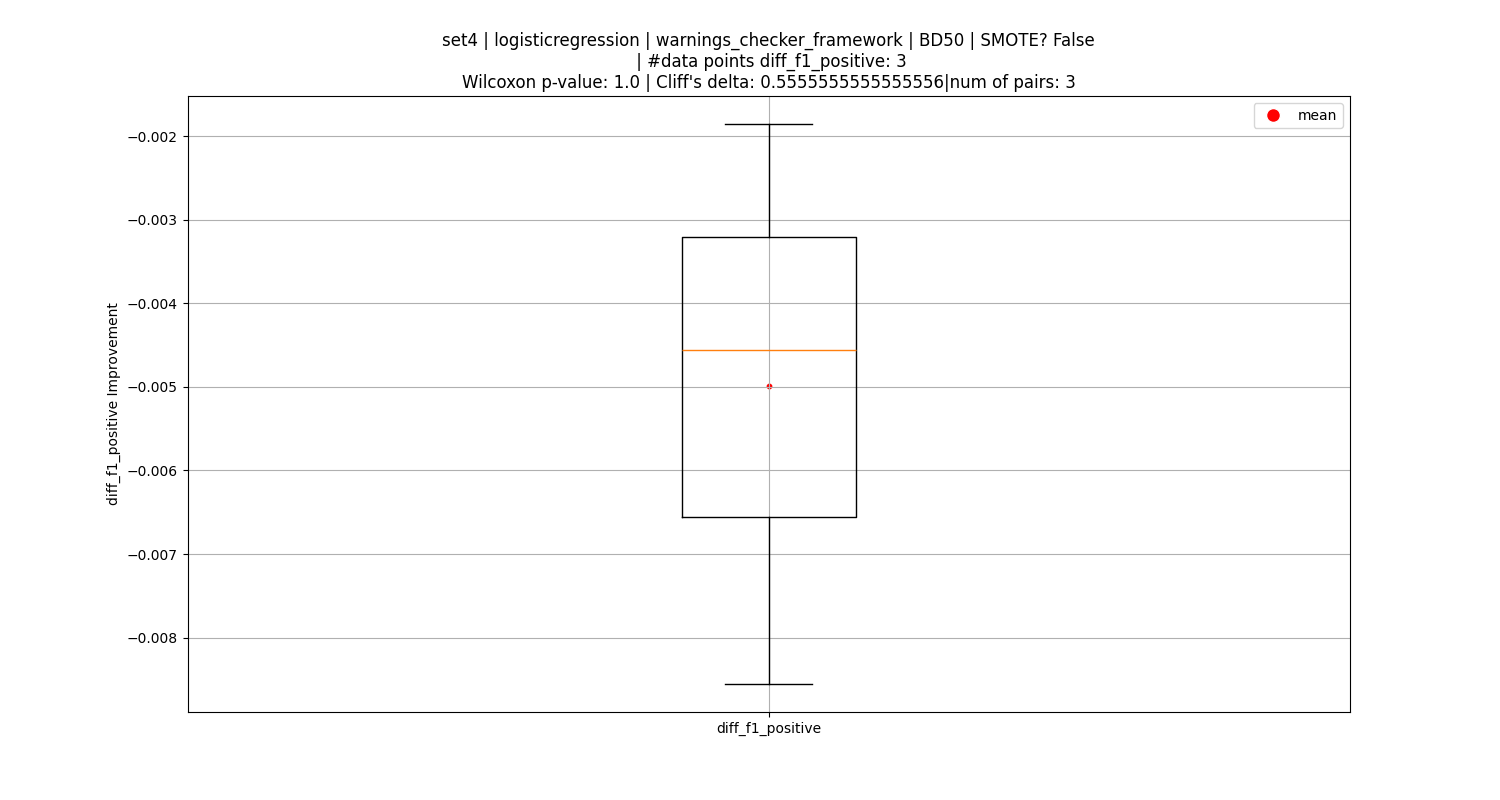 set4 | logisticregression | warnings_checker_framework | BD50 | SMOTE? False
| #data points diff_f1_positive: 3
Wilcoxon p-value: 1.0 | Cliff's delta: 0.5555555555555556|num of pairs: 3
mean
−0.002
−0.003
−0.004
−0.005
−0.006
−0.007
−0.008
diff_f1_positive Improvement
diff_f1_positive